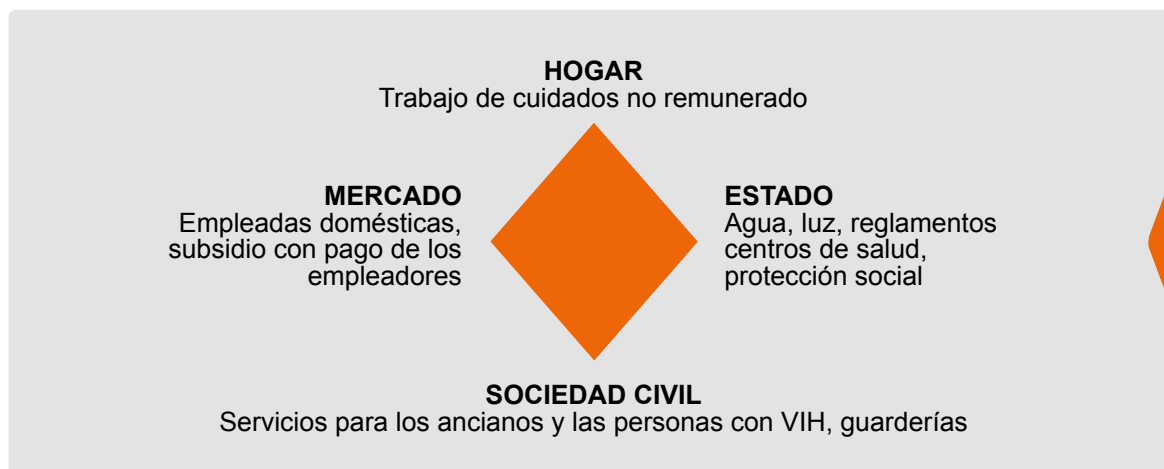 HOGAR
Trabajo de cuidados no remunerado
MERCADO
Empleadas domésticas,
subsidio con pago de los
empleadores
ESTADO
Agua, luz, reglamentos
centros de salud,
protección social
SOCIEDAD CIVIL
Servicios para los ancianos y las personas con VIH, guarderías